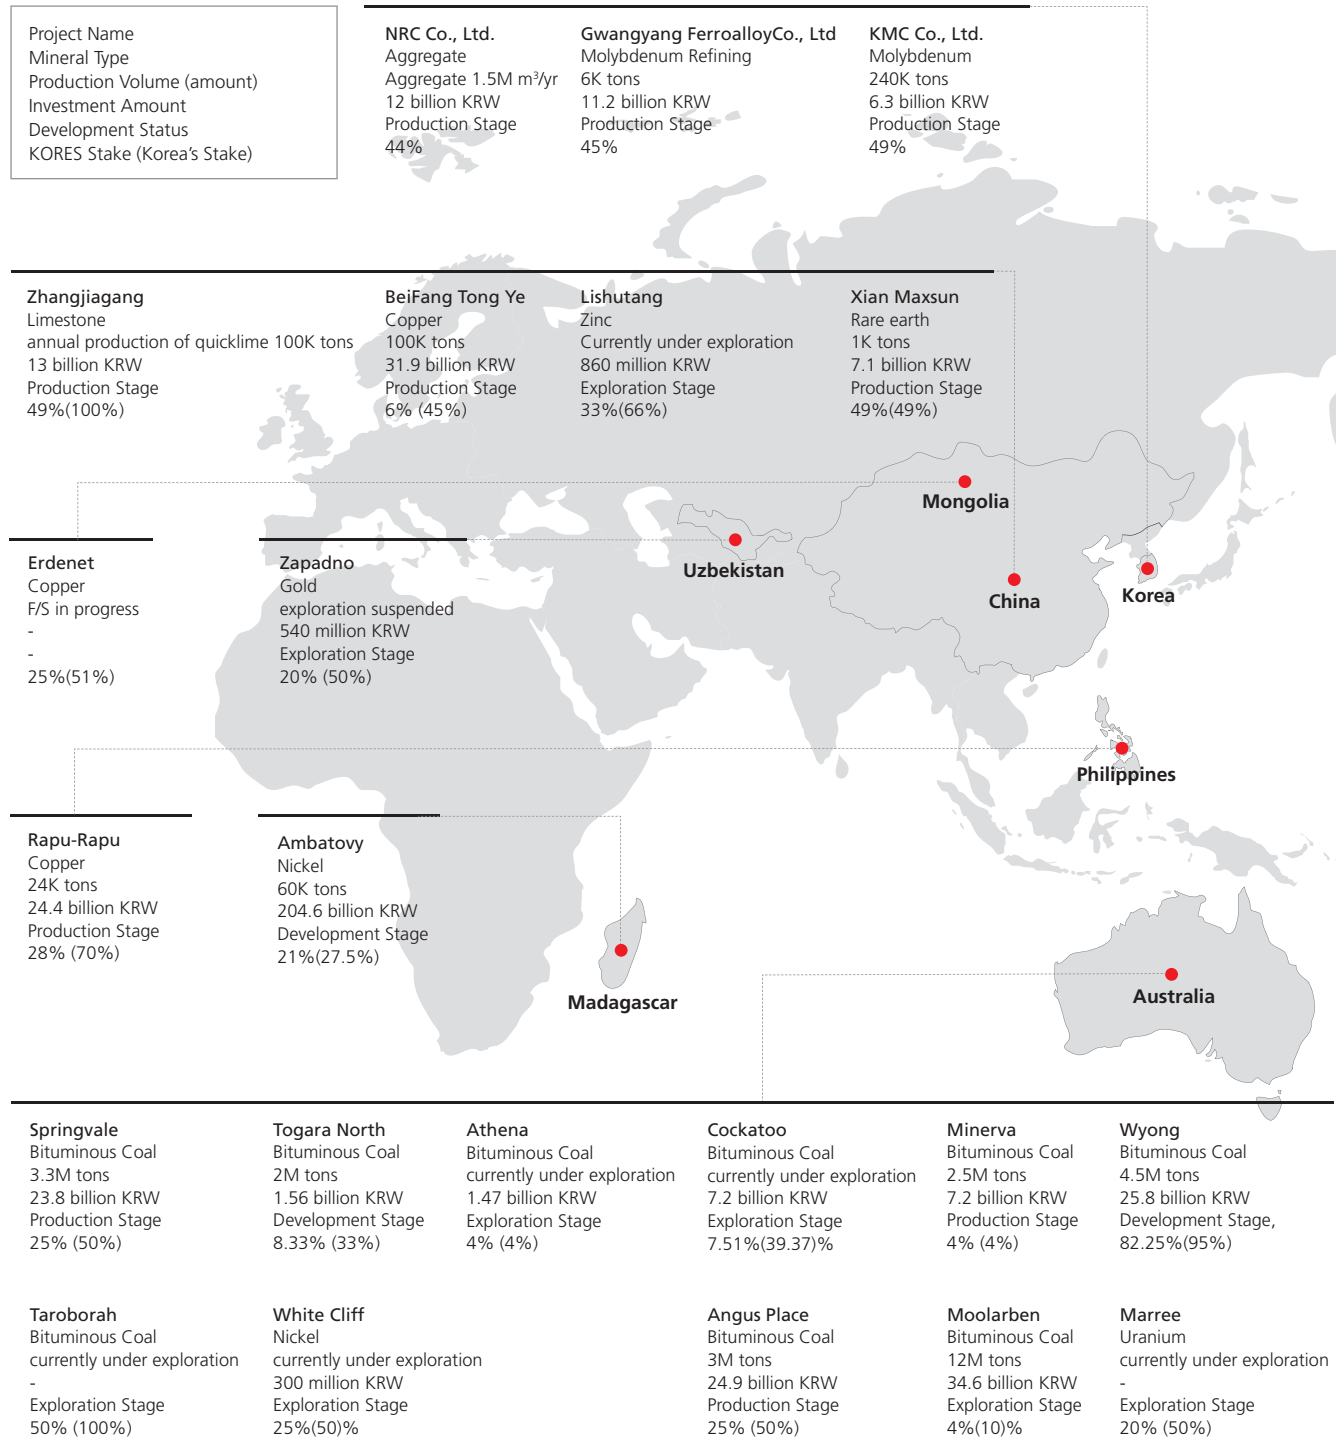 Project Name
Mineral Type
Production Volume (amount)
Investment Amount
Development Status
KORES Stake (Korea’s Stake)
NRC Co., Ltd.
Aggregate
Aggregate 1.5M m³/yr
12 billion KRW
Production Stage
44%
Gwangyang FerroalloyCo., Ltd
Molybdenum Refining
6K tons
11.2 billion KRW
Production Stage
45%
KMC Co., Ltd.
Molybdenum
240K tons
6.3 billion KRW
Production Stage
49%
Zhangjiagang
Limestone
annual production of quicklime 100K tons
13 billion KRW
Production Stage
49%(100%)
BeiFang Tong Ye
Copper
100K tons
31.9 billion KRW
Production Stage
6% (45%)
Lishutang
Zinc
Currently under exploration
860 million KRW
Exploration Stage
33%(66%)
Xian Maxsun
Rare earth
1K tons
7.1 billion KRW
Production Stage
49%(49%)
Mongolia
Uzbekistan
China
Korea
Erdenet
Copper
F/S in progress
-
-
25%(51%)
Zapadno
Gold
exploration suspended
540 million KRW
Exploration Stage
20% (50%)
Philippines
Rapu-Rapu
Copper
24K tons
24.4 billion KRW
Production Stage
28% (70%)
Ambatovy
Nickel
60K tons
204.6 billion KRW
Development Stage
21%(27.5%)
Madagascar
Australia
Springvale
Bituminous Coal
3.3M tons
23.8 billion KRW
Production Stage
25% (50%)
Togara North
Bituminous Coal
2M tons
1.56 billion KRW
Development Stage
8.33% (33%)
Athena
Bituminous Coal
currently under exploration
1.47 billion KRW
Exploration Stage
4% (4%)
Cockatoo
Bituminous Coal
currently under exploration
7.2 billion KRW
Exploration Stage
7.51%(39.37)%
Minerva
Bituminous Coal
2.5M tons
7.2 billion KRW
Production Stage
4% (4%)
Wyong
Bituminous Coal
4.5M tons
25.8 billion KRW
Development Stage,
82.25%(95%)
Taroborah
Bituminous Coal
currently under exploration
-
Exploration Stage
50% (100%)
White Cliff
Nickel
currently under exploration
300 million KRW
Exploration Stage
25%(50)%
Angus Place
Bituminous Coal
3M tons
24.9 billion KRW
Production Stage
25% (50%)
Moolarben
Bituminous Coal
12M tons
34.6 billion KRW
Exploration Stage
4%(10)%
Marree
Uranium
currently under exploration
-
Exploration Stage
20% (50%)